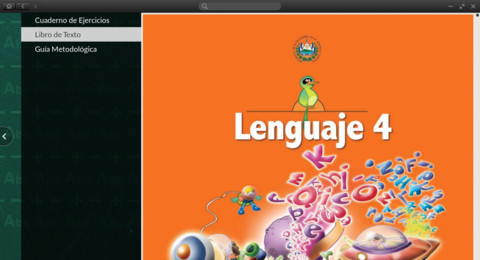 Cuaderno de Ejercicios
Libro de Texto
Guía Metodológica
Lenguaje 4